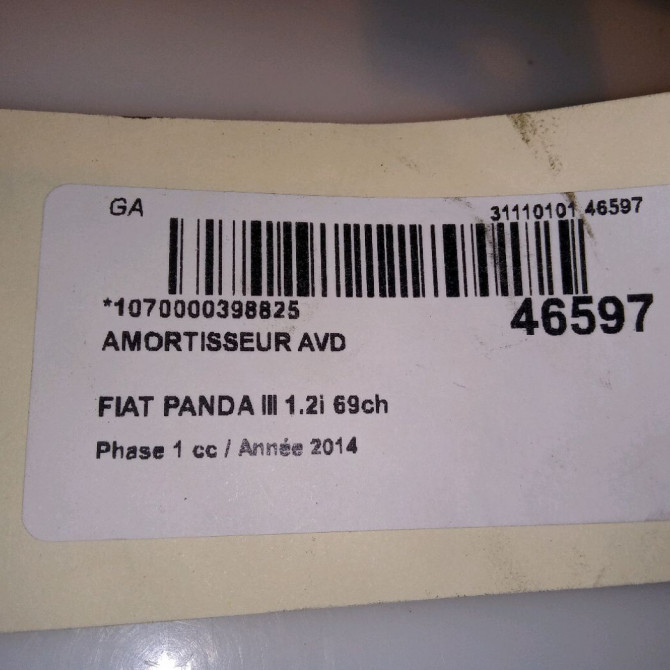 GA
31110101 46597
*1070000398825
46597
AMORTISSEUR AVD
FIAT PANDA III 1.2i 69ch
Phase 1 cc / Année 2014